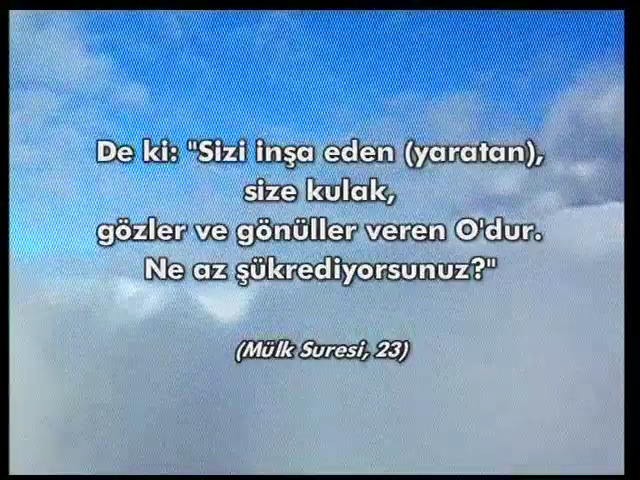 De ki: "Sizi inşa eden (yaratan),
size kulak,
gözler ve gönüller veren O'dur.
Ne az şükrediyorsunuz?"
(Mülk Suresi, 23)